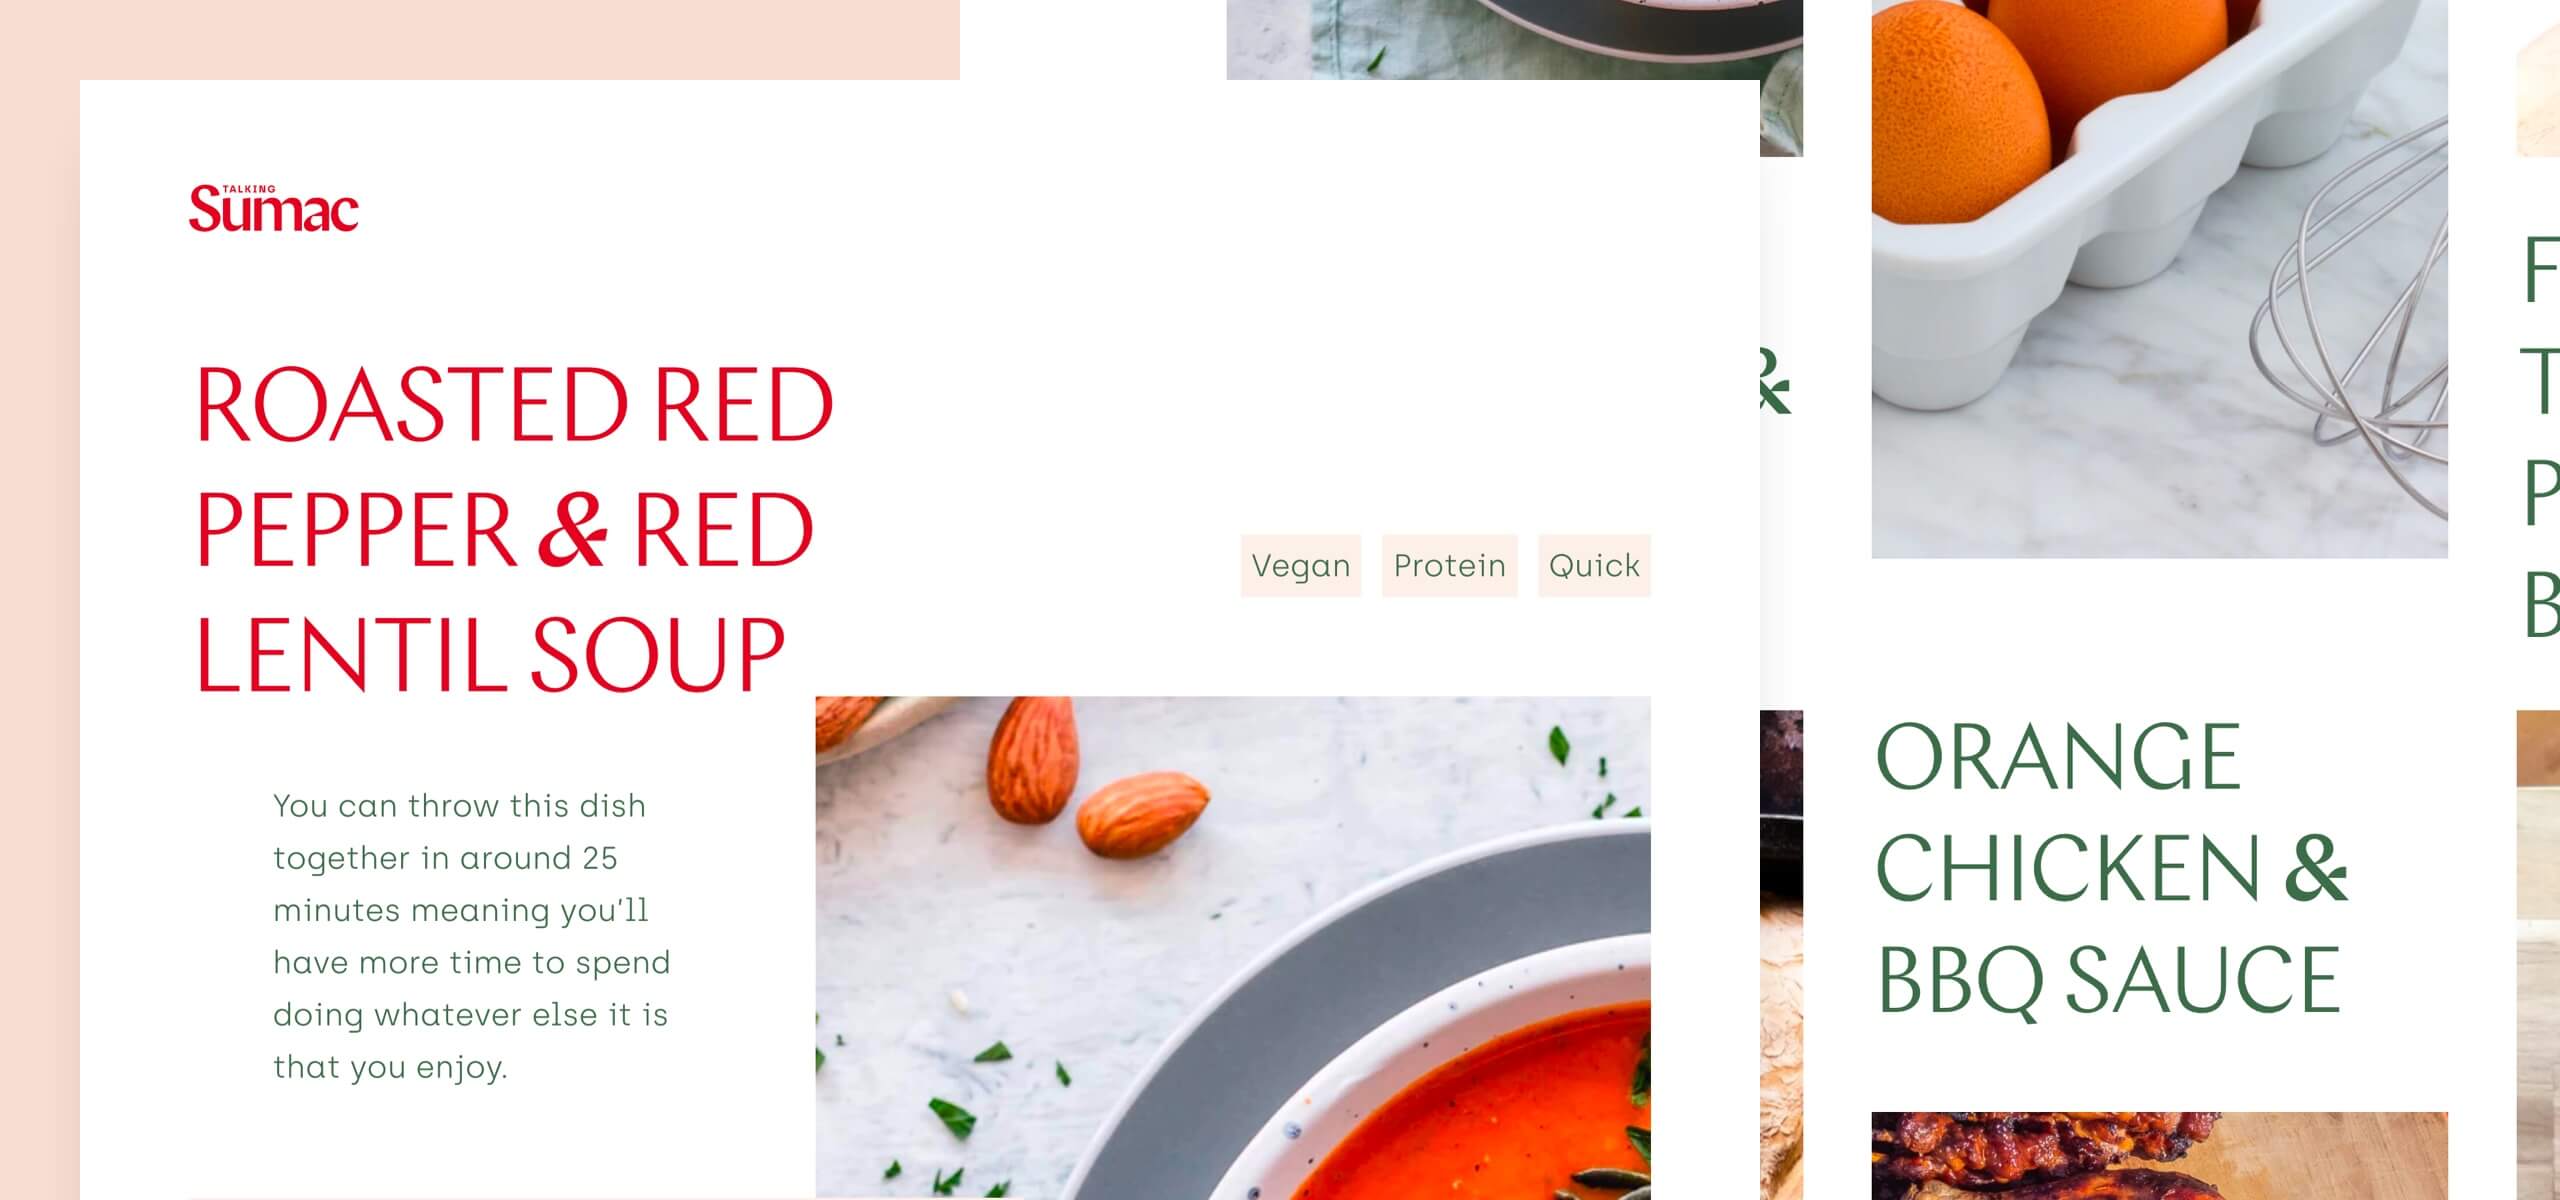 TALKING
Sumac
ROASTED RED
PEPPER & RED
LENTIL SOUP
Vegan
Protein
Quick
You can throw this dish
together in around 25
minutes meaning you'll
have more time to spend
doing whatever else it is
that you enjoy.
&
ORANGE
CHICKEN &
BBQ SAUCE
F
T
P
B